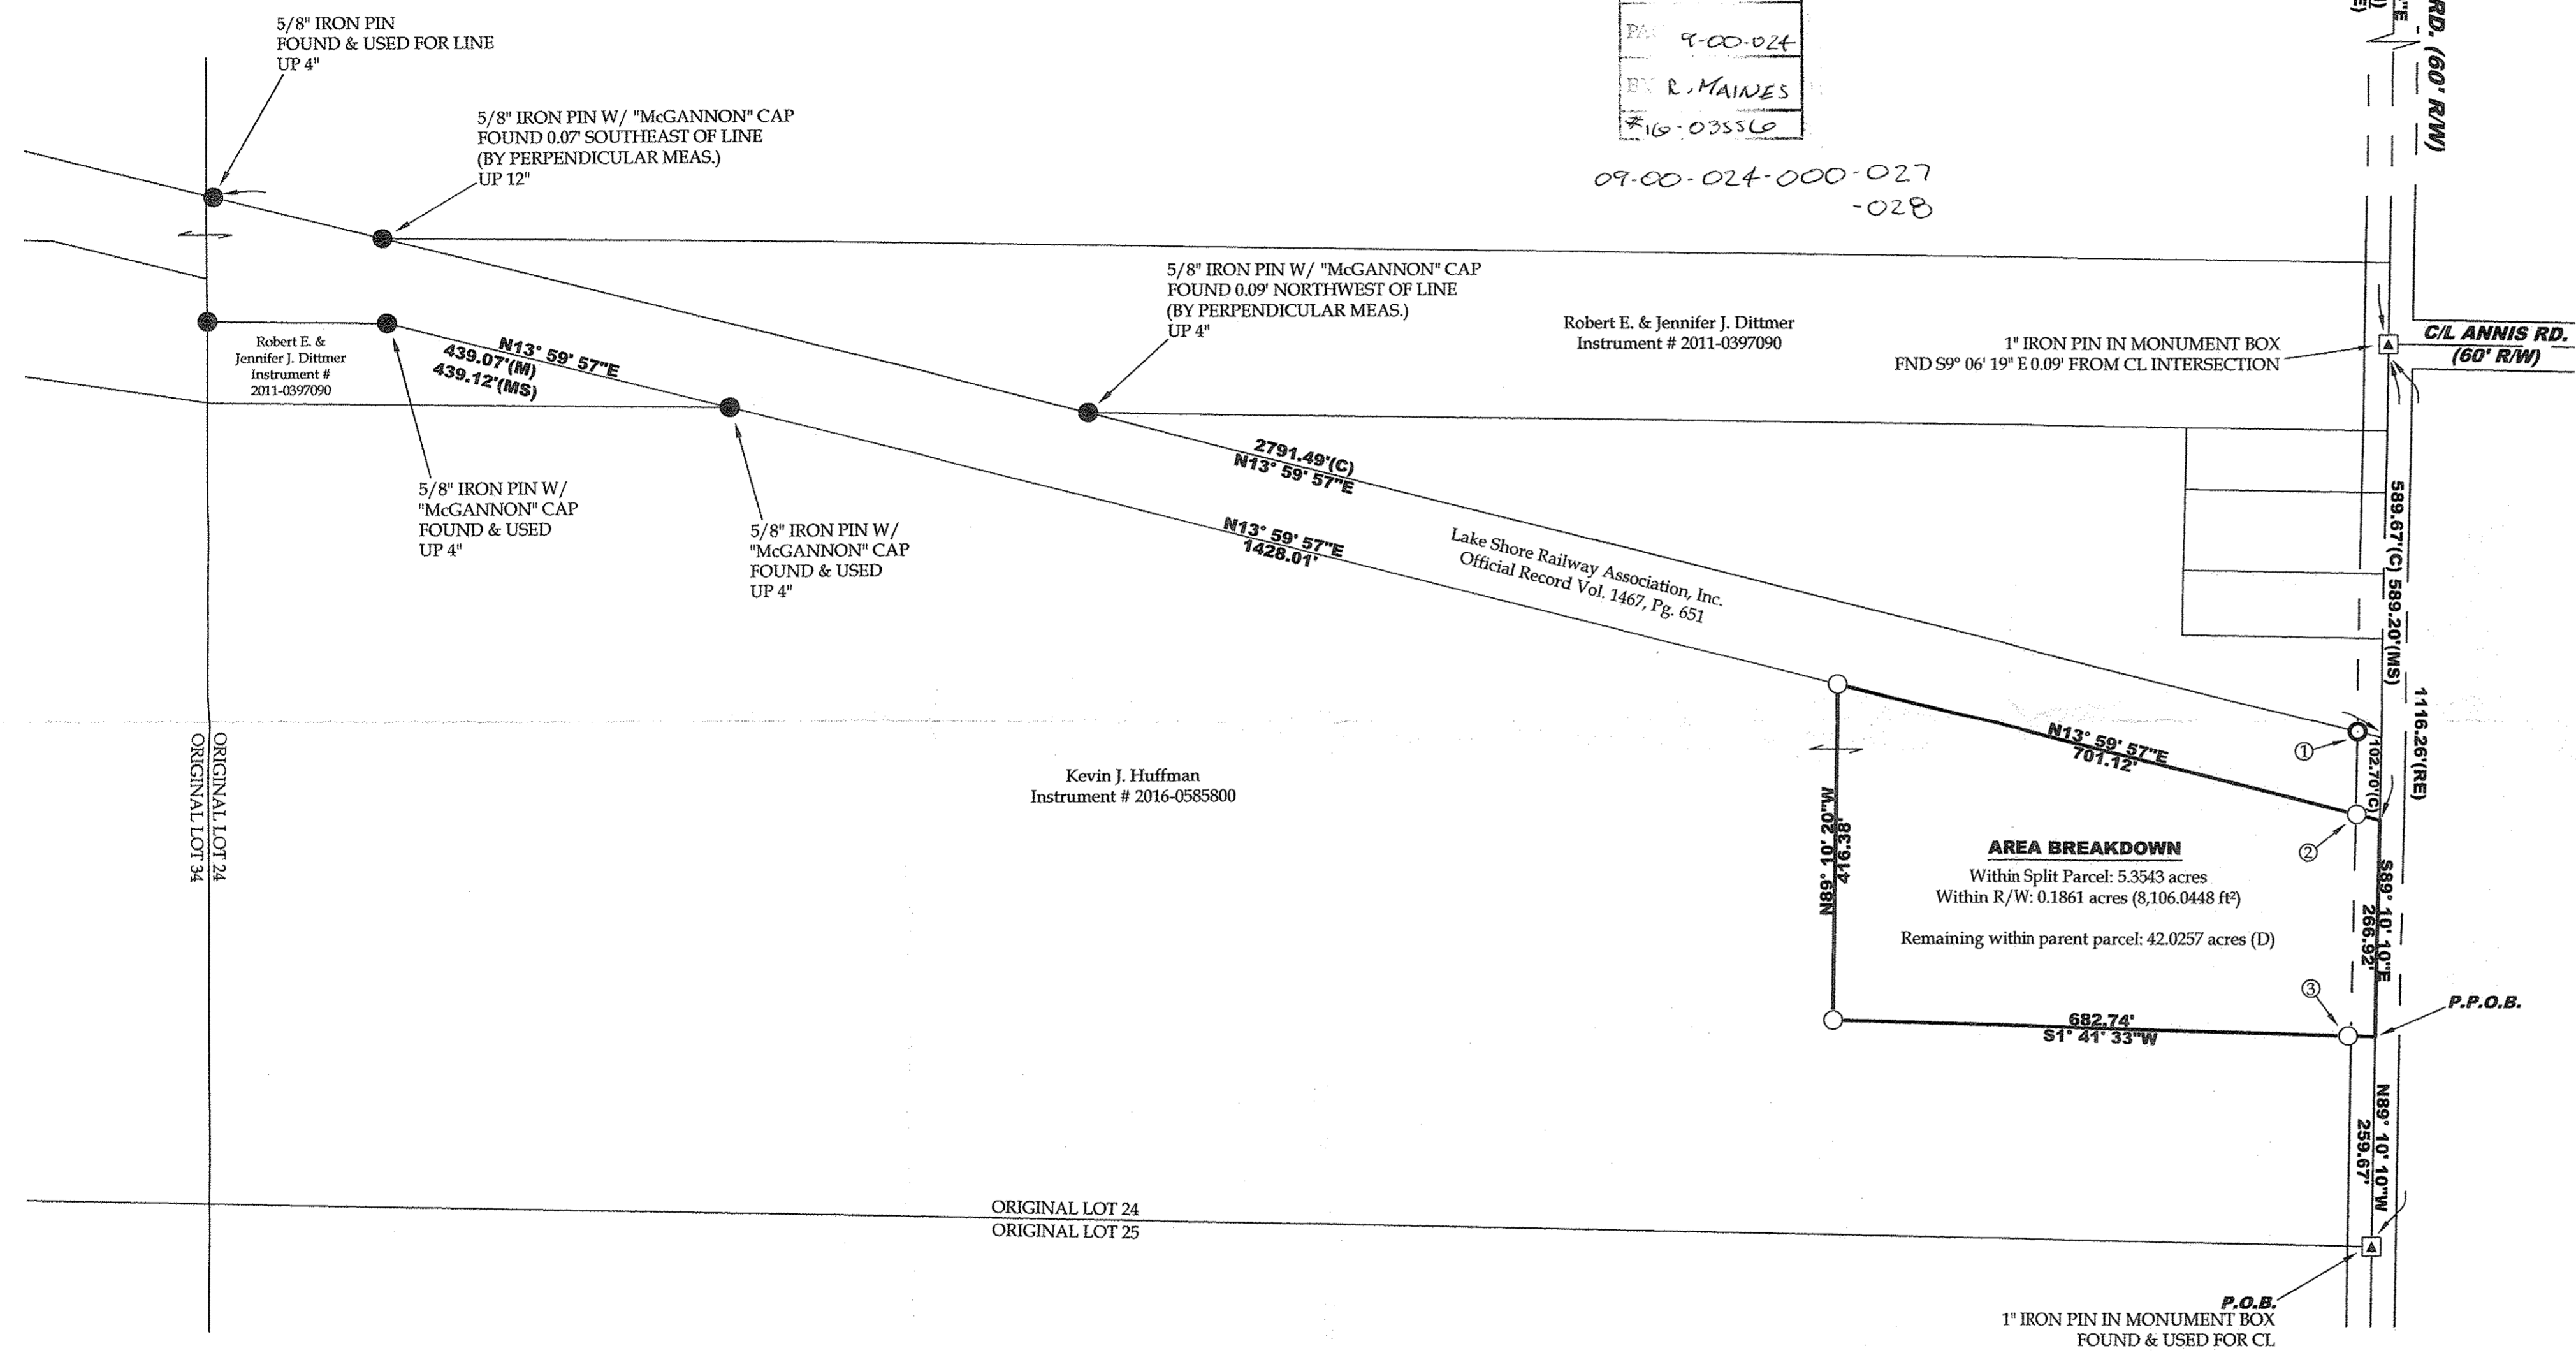 5/8" IRON PIN
FOUND & USED FOR LINE
UP 4"
5/8" IRON PIN W/ "McGANNON" CAP
FOUND 0.07' SOUTHEAST OF LINE
(BY PERPENDICULAR MEAS.)
UP 12"
9-00-024
R. MAINES
#16-035560
09-00-024-000-027
-028
RD. (60' R/W)
5/8" IRON PIN W/ "McGANNON" CAP
FOUND 0.09' NORTHWEST OF LINE
(BY PERPENDICULAR MEAS.)
UP 4"
Robert E. & Jennifer J. Dittmer
Instrument # 2011-0397090
1" IRON PIN IN MONUMENT BOX
FND S9° 06' 19" E 0.09' FROM CL INTERSECTION
C/L ANNIS RD.
(60' R/W)
Robert E. &
Jennifer J. Dittmer
Instrument #
2011-0397090
N13° 59' 57"E
439.07'(M)
439.12'(MS)
5/8" IRON PIN W/
"McGANNON" CAP
FOUND & USED
UP 4"
5/8" IRON PIN W/
"McGANNON" CAP
FOUND & USED
UP 4"
2791.49'(C)
N13° 59' 57"E
N13° 59' 57"E
1428.01'
Lake Shore Railway Association, Inc.
Official Record Vol. 1467, Pg. 651
589.67'(C) 589.20'(MS)
1116.26'(RE)
102.70'(C)
N13° 59' 57"E
701.12'
①
②
③
ORIGINAL LOT 24
ORIGINAL LOT 34
Kevin J. Huffman
Instrument # 2016-0585800
416.38'
N89° 10' 20"W
AREA BREAKDOWN
Within Split Parcel: 5.3543 acres
Within R/W: 0.1861 acres (8,106.0448 ft²)
Remaining within parent parcel: 42.0257 acres (D)
S89° 10' 10"E
266.92'
P.P.O.B.
682.74'
S1° 41' 33"W
N89° 10' 10"W
259.67'
ORIGINAL LOT 24
ORIGINAL LOT 25
P.O.B.
1" IRON PIN IN MONUMENT BOX
FOUND & USED FOR CL